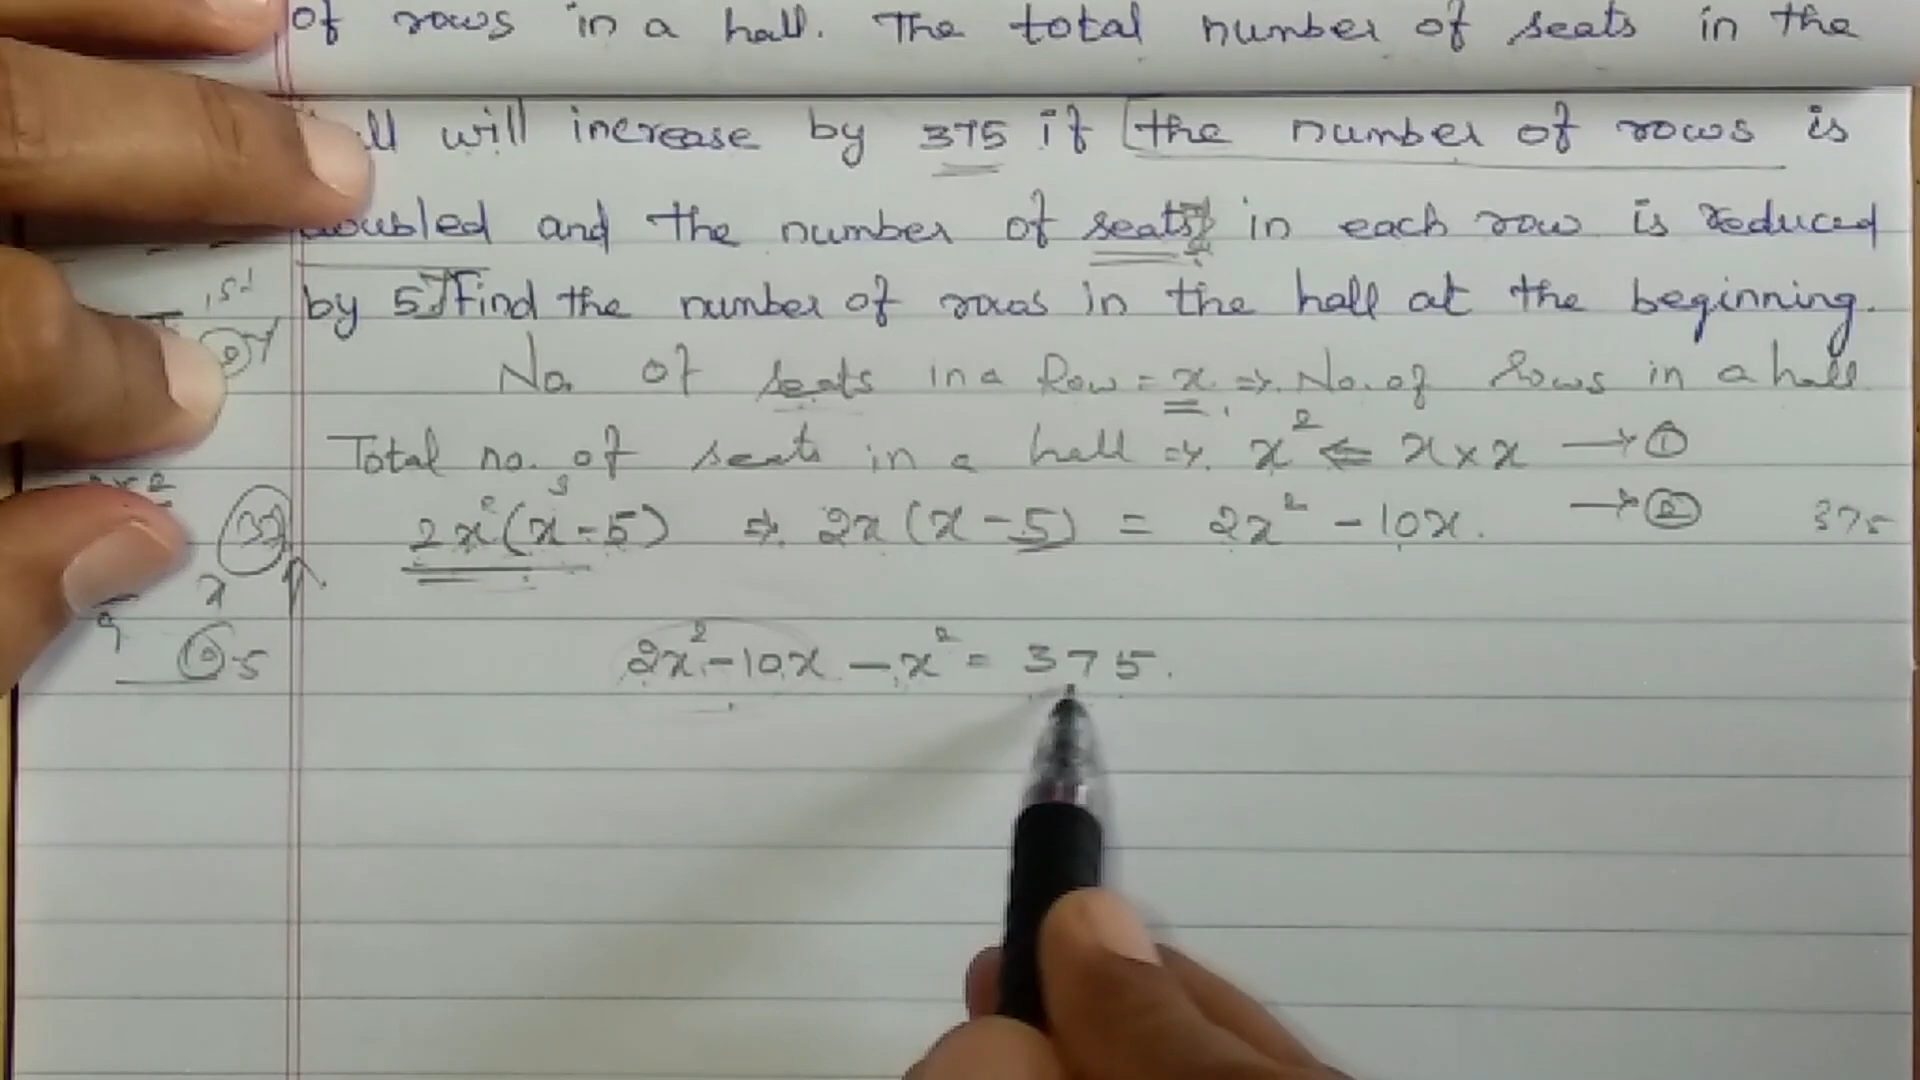 of rows in a hall. The total number of seats in the
will increase by 375 if the number of rows is
doubled and the number of seats in each row is reduced
by 5. Find the number of rows in the hall at the beginning.
No. of seats in a Row = x. ⇒ No. of Rows in a hall
Total no. of seats in a hall ⇒ x² ⇐ x × x → ①
2x(x-5) ⇒ 2x(x-5) = 2x² - 10x. → ② 375
2x² - 10x - x² = 375.